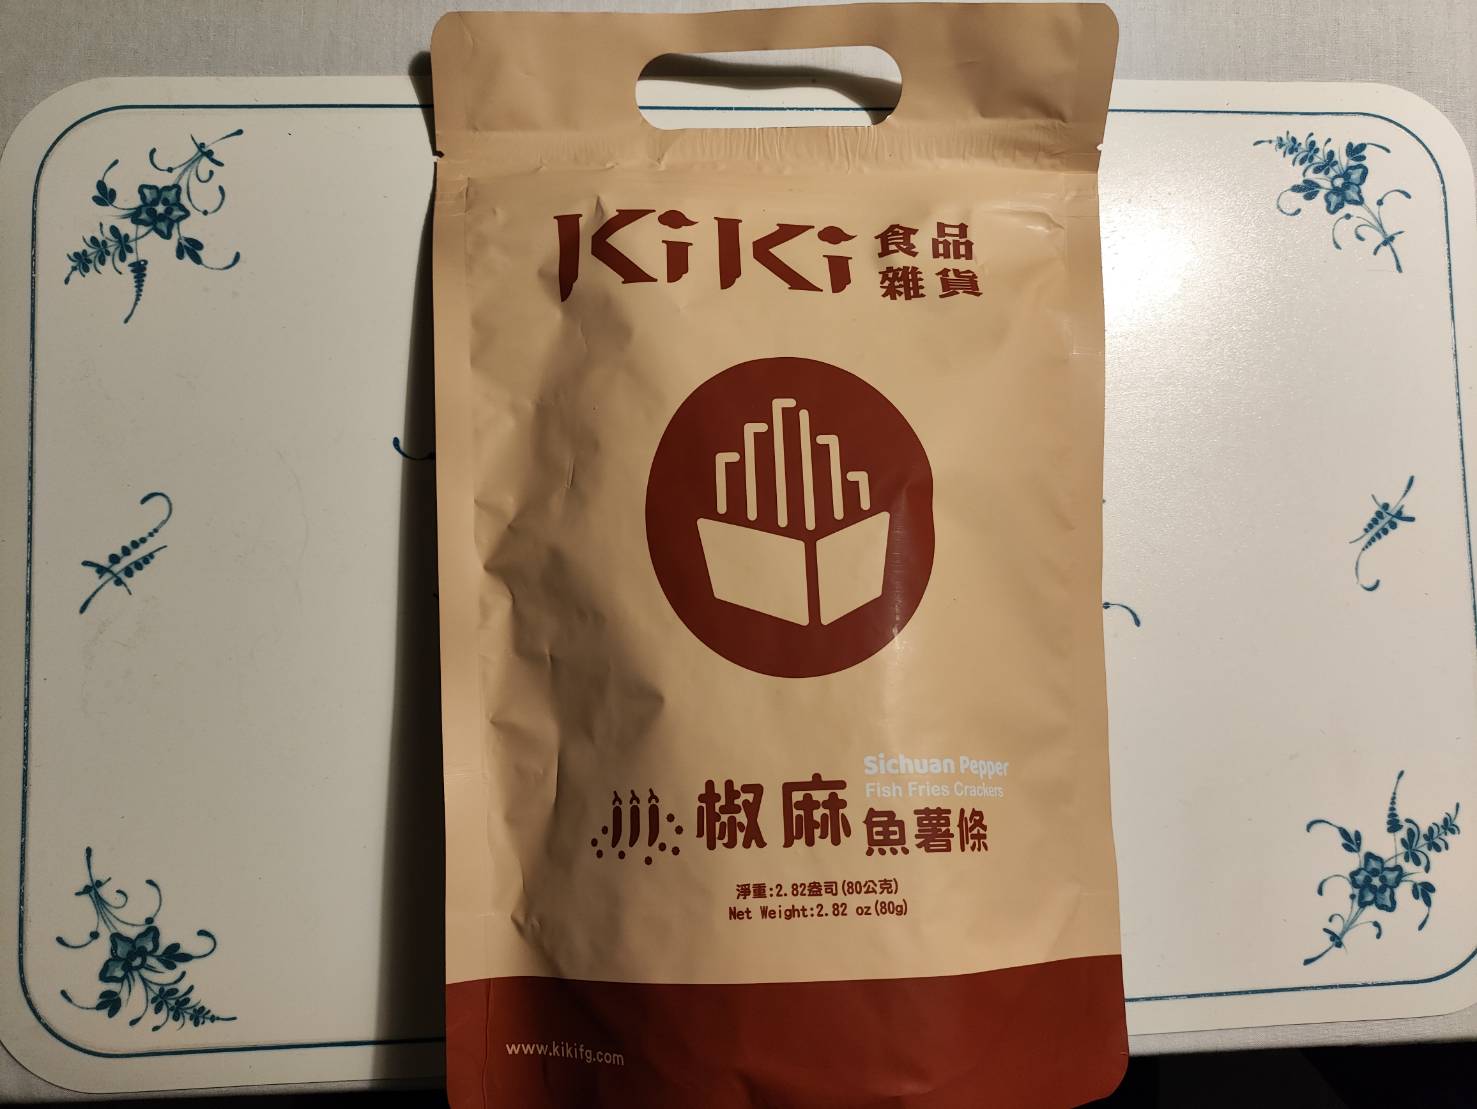 KiKi 食品
雜貨
Sichuan Pepper
Fish Fries Crackers
椒麻 魚薯條
淨重:2.82盎司(80公克)
Net Weight:2.82 oz(80g)
www.kikifg.com